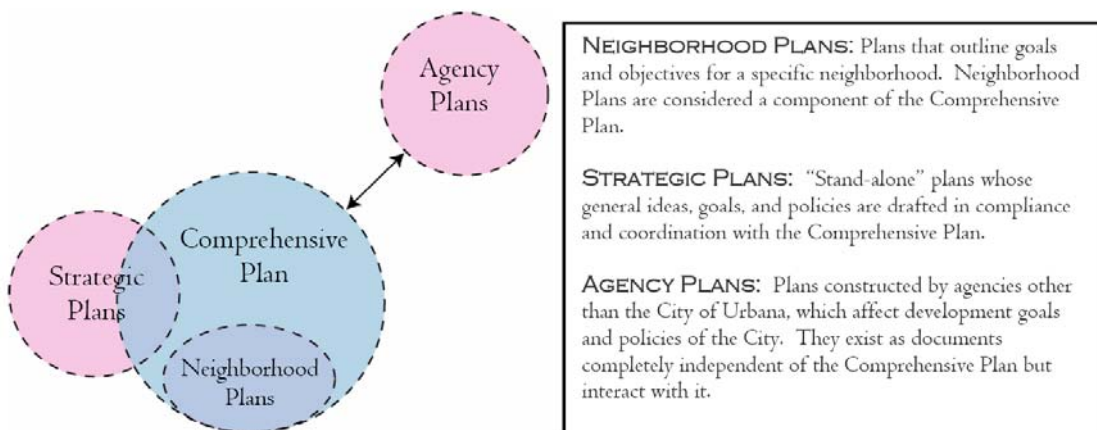 Agency
Plans
Comprehensive
Plan
Strategic
Plans
Neighborhood
Plans
NEIGHBORHOOD PLANS: Plans that outline goals
and objectives for a specific neighborhood. Neighborhood
Plans are considered a component of the Comprehensive
Plan.
STRATEGIC PLANS: “Stand-alone” plans whose
general ideas, goals, and policies are drafted in compliance
and coordination with the Comprehensive Plan.
AGENCY PLANS: Plans constructed by agencies other
than the City of Urbana, which affect development goals
and policies of the City. They exist as documents
completely independent of the Comprehensive Plan but
interact with it.